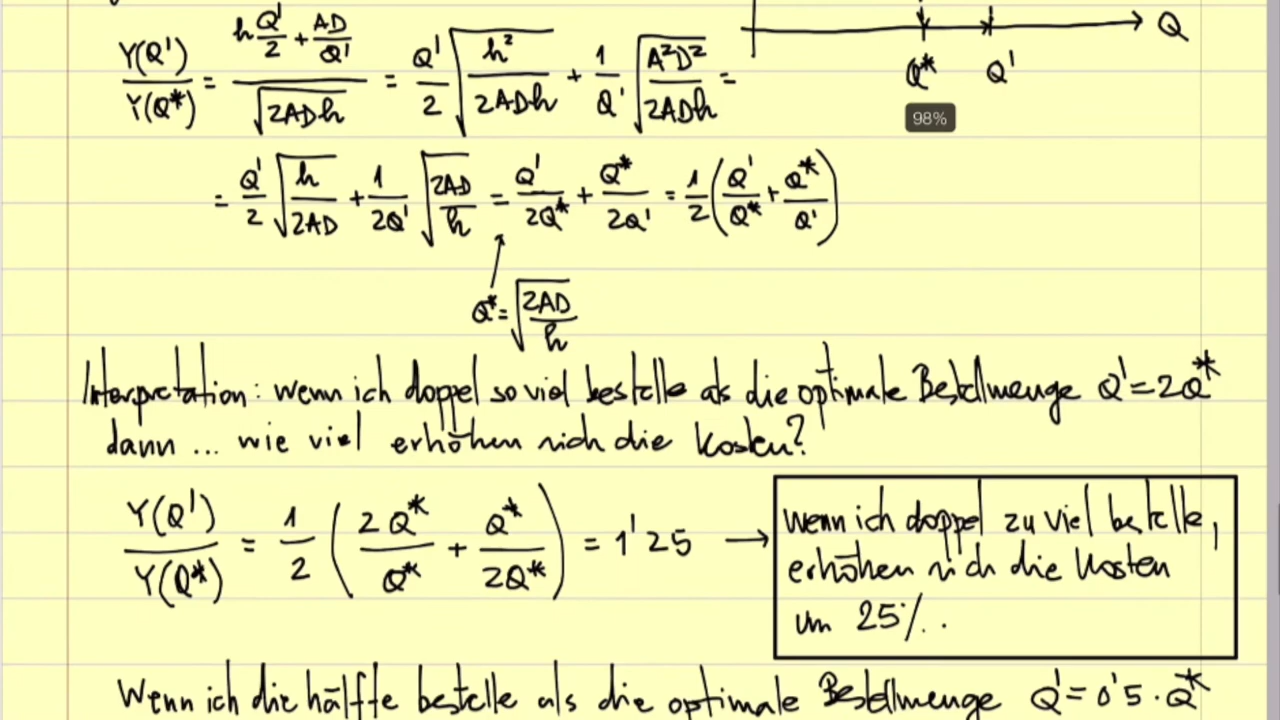 Q
Q* Q'
98%
Y(Q')/Y(Q*) = (h Q'/2 + AD/Q')/√(2ADh) = Q'/2 √(h²/2ADh) + 1/Q' √(A²D²/2ADh) =
= Q'/2 √(h/2AD) + 1/2Q' √(2AD/h) = Q'/2Q* + Q*/2Q' = 1/2 (Q'/Q* + Q*/Q')
Q* = √(2AD/h)
Interpretation: wenn ich doppel so viel bestelle als die optimale Bestellmenge Q'=2Q*
dann ... wie viel erhöhen sich die Kosten?
Y(Q')/Y(Q*) = 1/2 (2Q*/Q* + Q*/2Q*) = 1'25 →
Wenn ich doppel zu viel bestelle,
erhöhen sich die Kosten
um 25%.
Wenn ich die hälfte bestelle als die optimale Bestellmenge Q'=0'5·Q*